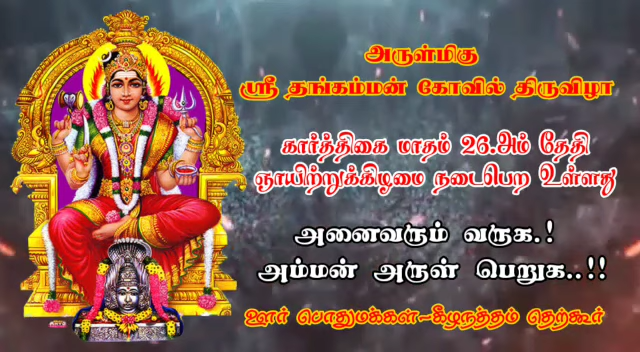 அருள்மிகு
ஸ்ரீ தங்கம்மன் கோவில் திருவிழா
கார்த்திகை மாதம் 26.அம் தேதி
ஞாயிற்றுக்கிழமை நடைபெற உள்ளது
அனைவரும் வருக.!
அம்மன் அருள் பெறுக..!!
ஊர் பொதுமக்கள்-கீழநத்தம் தெற்கூர்